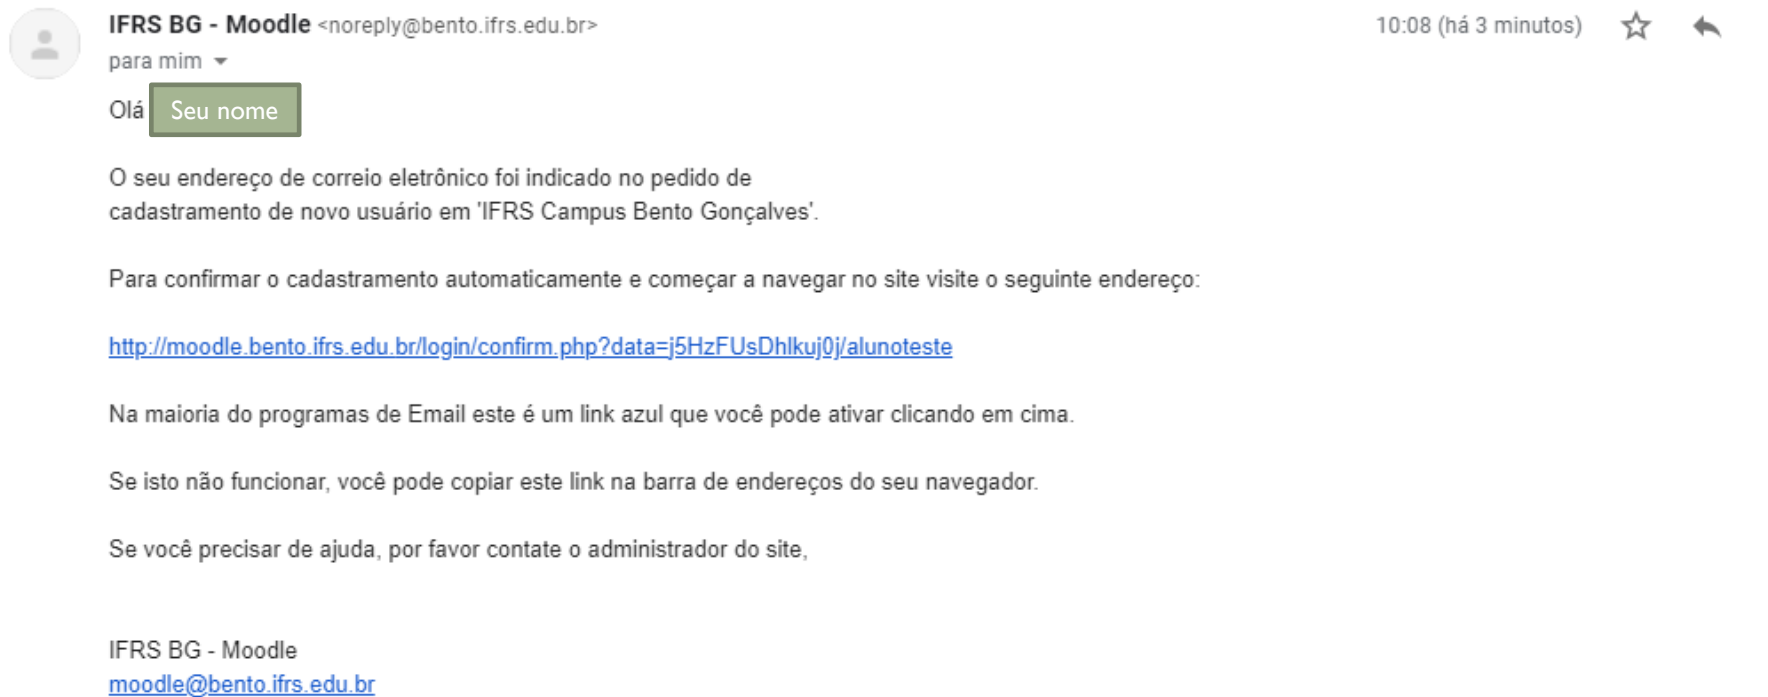 IFRS BG - Moodle <noreply@bento.ifrs.edu.br> 10:08 (há 3 minutos)
para mim
Olá Seu nome
O seu endereço de correio eletrônico foi indicado no pedido de
cadastramento de novo usuário em 'IFRS Campus Bento Gonçalves'.
Para confirmar o cadastramento automaticamente e começar a navegar no site visite o seguinte endereço:
http://moodle.bento.ifrs.edu.br/login/confirm.php?data=j5HzFUsDhlkuj0j/alunoteste
Na maioria do programas de Email este é um link azul que você pode ativar clicando em cima.
Se isto não funcionar, você pode copiar este link na barra de endereços do seu navegador.
Se você precisar de ajuda, por favor contate o administrador do site,
IFRS BG - Moodle
moodle@bento.ifrs.edu.br